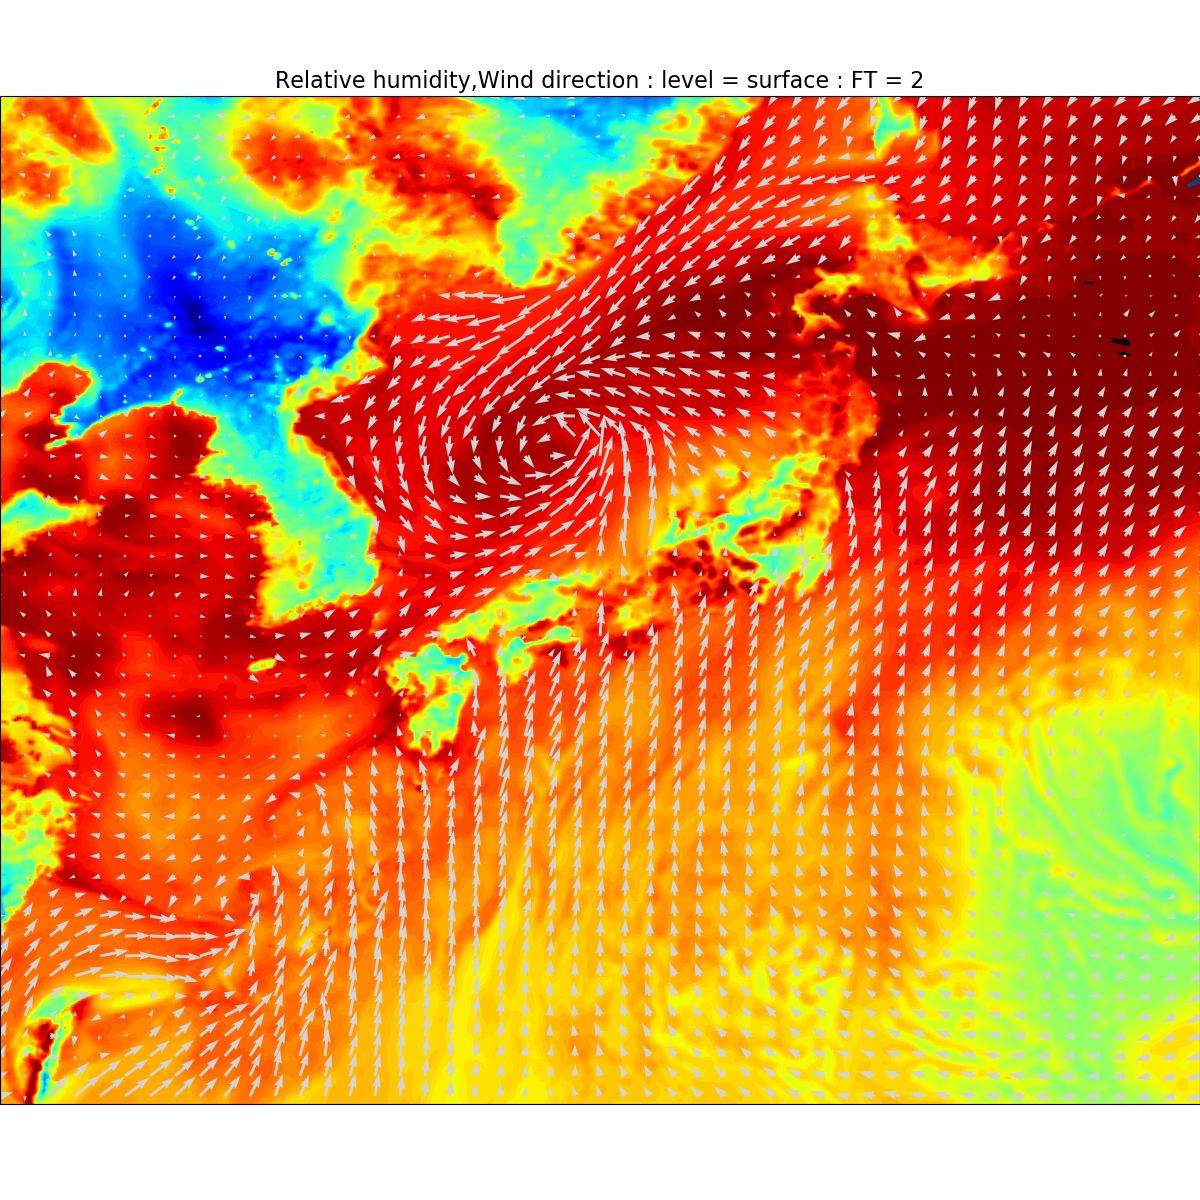 Relative humidity,Wind direction : level = surface : FT = 2